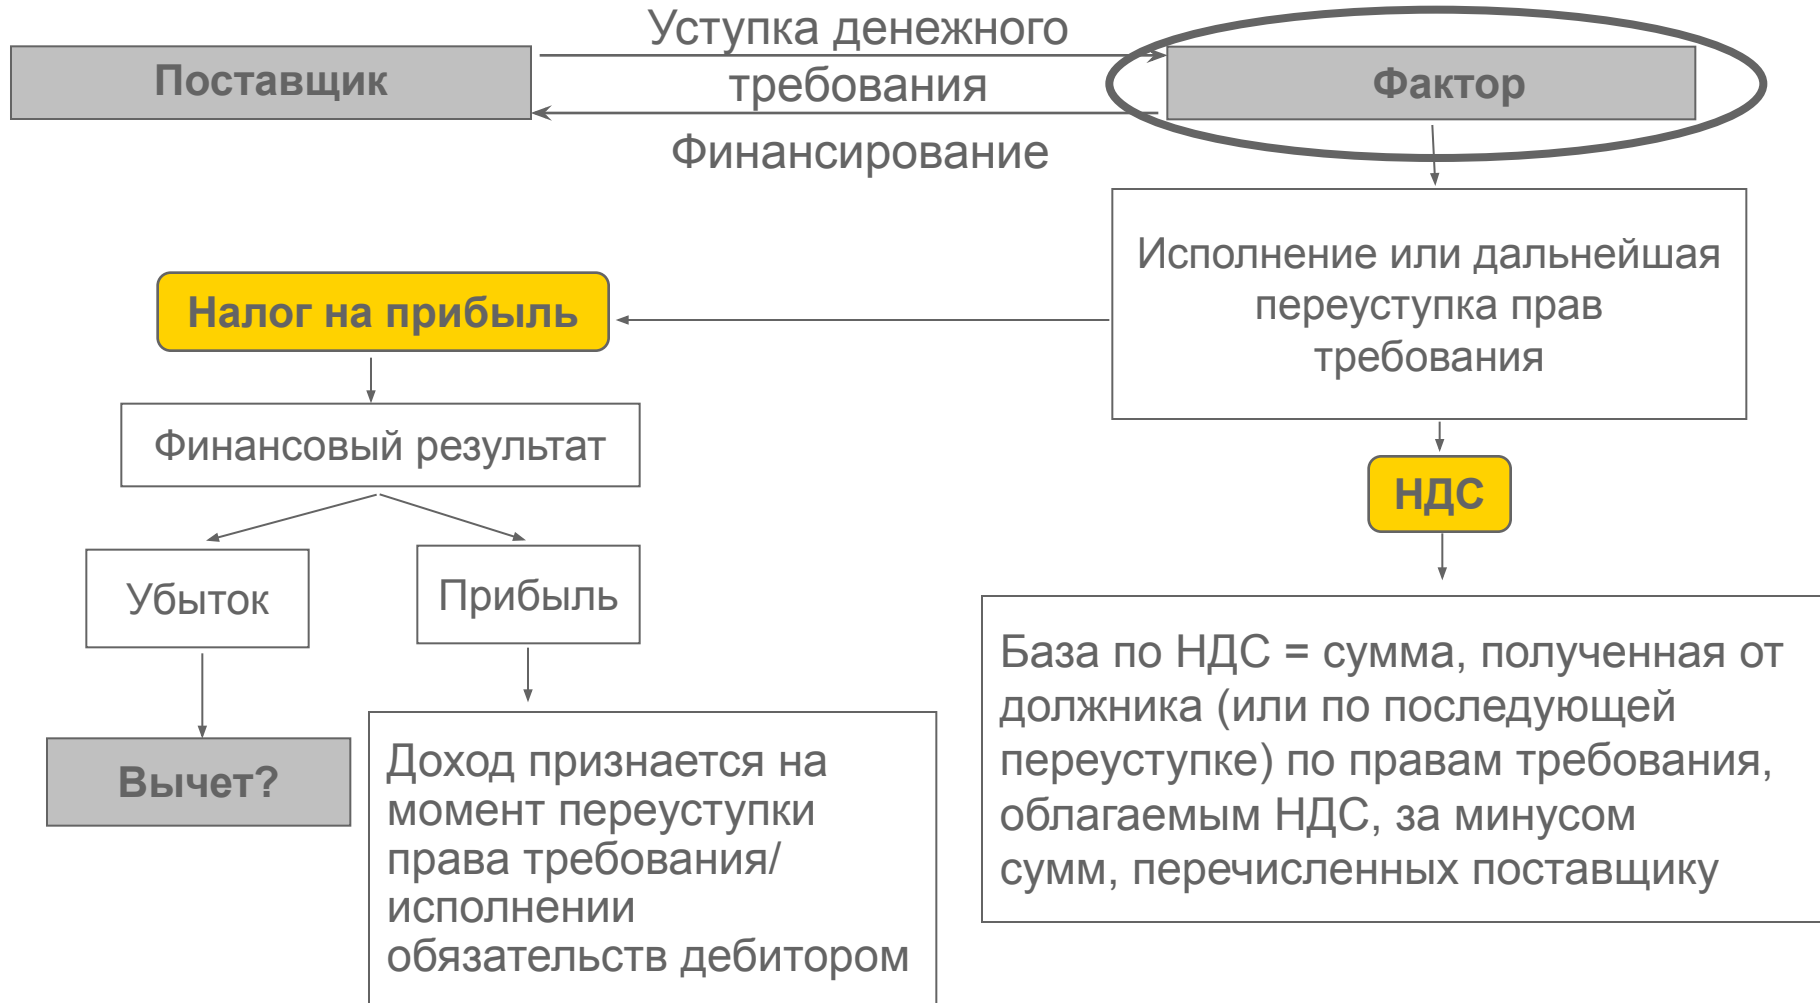 Уступка денежного
требования
Поставщик
Фактор
Финансирование
Исполнение или дальнейшая
переуступка прав
требования
Налог на прибыль
Финансовый результат
НДС
Убыток
Прибыль
Вычет?
Доход признается на
момент переуступки
права требования/
исполнении
обязательств дебитором
База по НДС = сумма, полученная от
должника (или по последующей
переуступке) по правам требования,
облагаемым НДС, за минусом
сумм, перечисленных поставщику